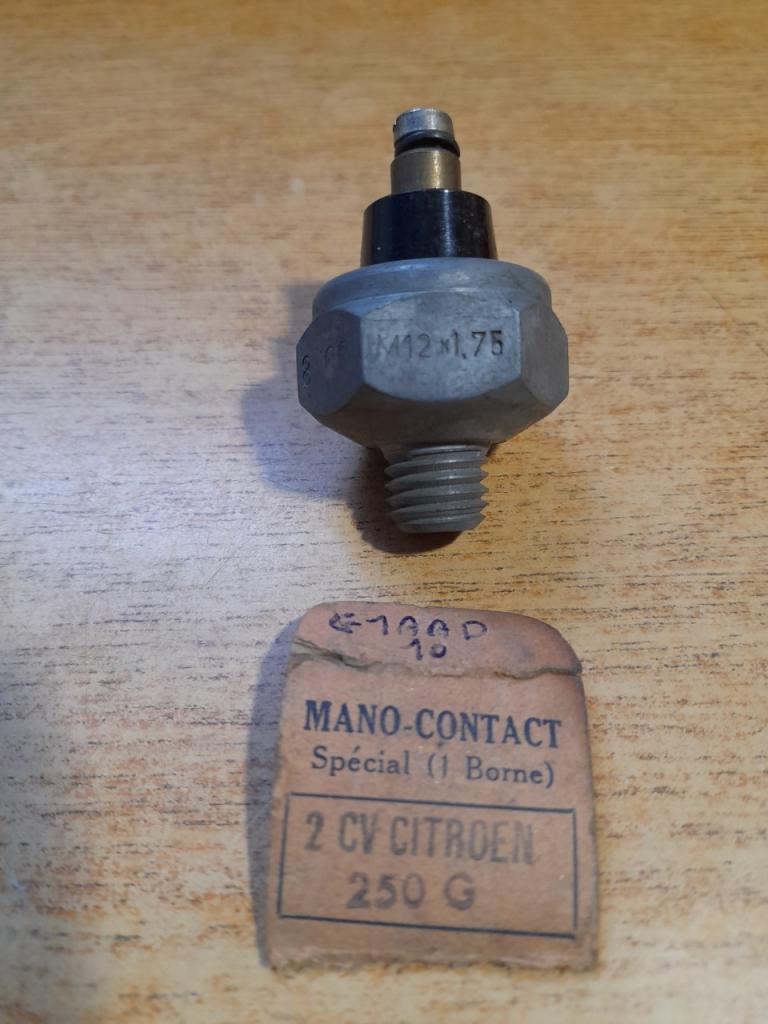 M12×1,75
MANO-CONTACT
Spécial (1 Borne)
2 CV CITROEN
250 G